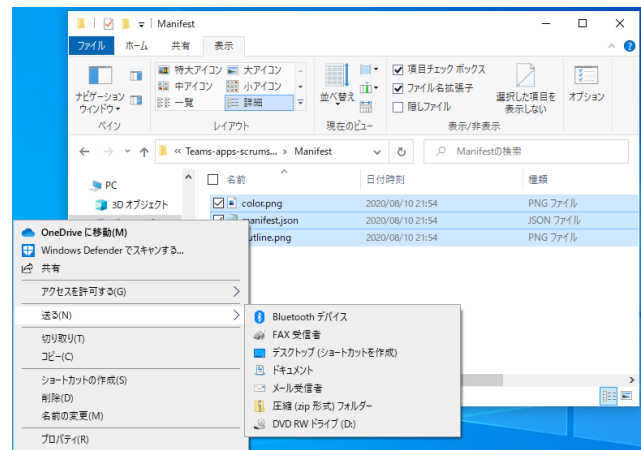 Manifest
ファイル ホーム 共有 表示
ナビゲーション ウィンドウ
特大アイコン 大アイコン
中アイコン 小アイコン
一覧 詳細
並べ替え
項目チェック ボックス
ファイル名拡張子
隠しファイル
選択した項目を 表示しない
オプション
ペイン レイアウト 現在のビュー 表示/非表示
« Teams-apps-scrums... > Manifest
Manifestの検索
PC
3D オブジェクト
名前 日付時刻 種類
color.png 2020/08/10 21:54 PNG ファイル
manifest.json 2020/08/10 21:54 JSON ファイル
utline.png 2020/08/10 21:54 PNG ファイル
OneDrive に移動(M)
Windows Defender でスキャンする...
共有
アクセスを許可する(G)
送る(N)
切り取り(T)
コピー(C)
ショートカットの作成(S)
削除(D)
名前の変更(M)
プロパティ(R)
Bluetooth デバイス
FAX 受信者
デスクトップ (ショートカットを作成)
ドキュメント
メール受信者
圧縮 (zip 形式) フォルダー
DVD RW ドライブ (D:)